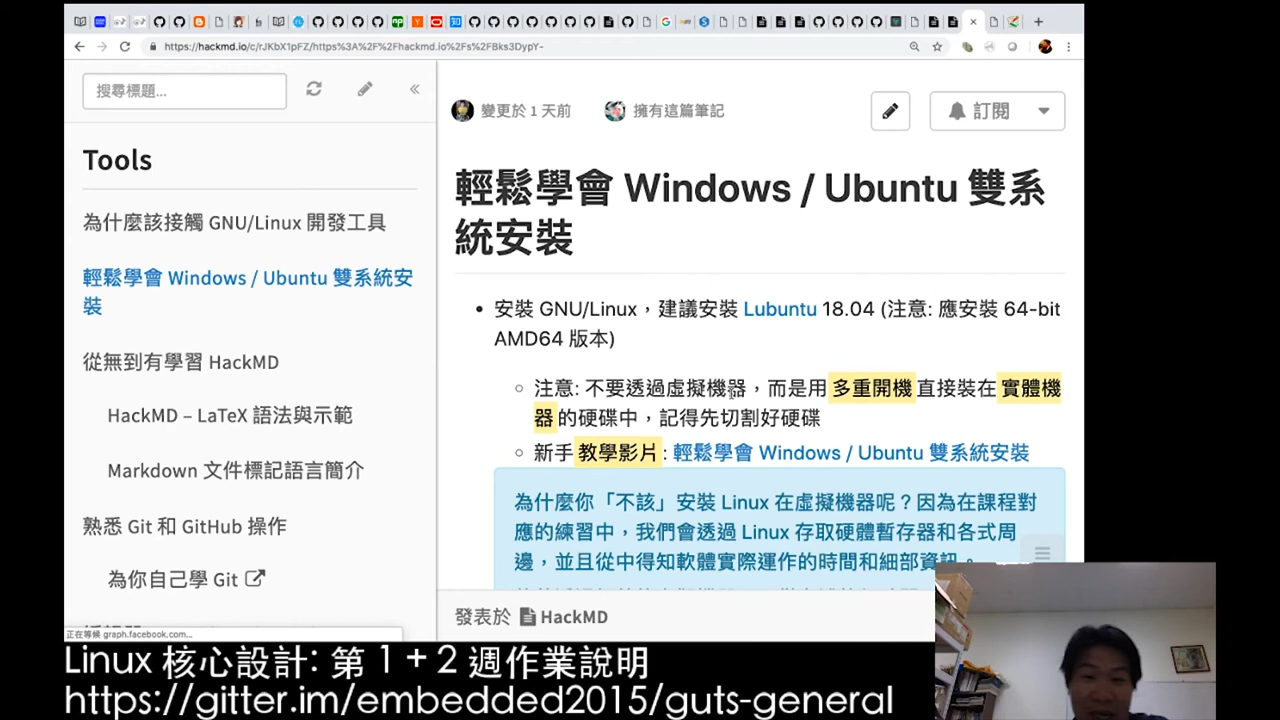 https://hackmd.io/c/rJKbX1pFZ/https%3A%2F%2Fhackmd.io%2Fs%2FBks3DypY-
搜尋標題...
Tools
為什麼該接觸 GNU/Linux 開發工具
輕鬆學會 Windows / Ubuntu 雙系統安
裝
從無到有學習 HackMD
HackMD – LaTeX 語法與示範
Markdown 文件標記語言簡介
熟悉 Git 和 GitHub 操作
為你自己學 Git
正在等候 graph.facebook.com...
變更於 1 天前
擁有這篇筆記
訂閱
輕鬆學會 Windows / Ubuntu 雙系
統安裝
安裝 GNU/Linux，建議安裝 Lubuntu 18.04 (注意: 應安裝 64-bit
AMD64 版本)
注意: 不要透過虛擬機器，而是用 多重開機 直接裝在 實體機
器 的硬碟中，記得先切割好硬碟
新手 教學影片: 輕鬆學會 Windows / Ubuntu 雙系統安裝
為什麼你「不該」安裝 Linux 在虛擬機器呢？因為在課程對
應的練習中，我們會透過 Linux 存取硬體暫存器和各式周
邊，並且從中得知軟體實際運作的時間和細部資訊。
發表於 HackMD
Linux 核心設計: 第 1 + 2 週作業說明
https://gitter.im/embedded2015/guts-general